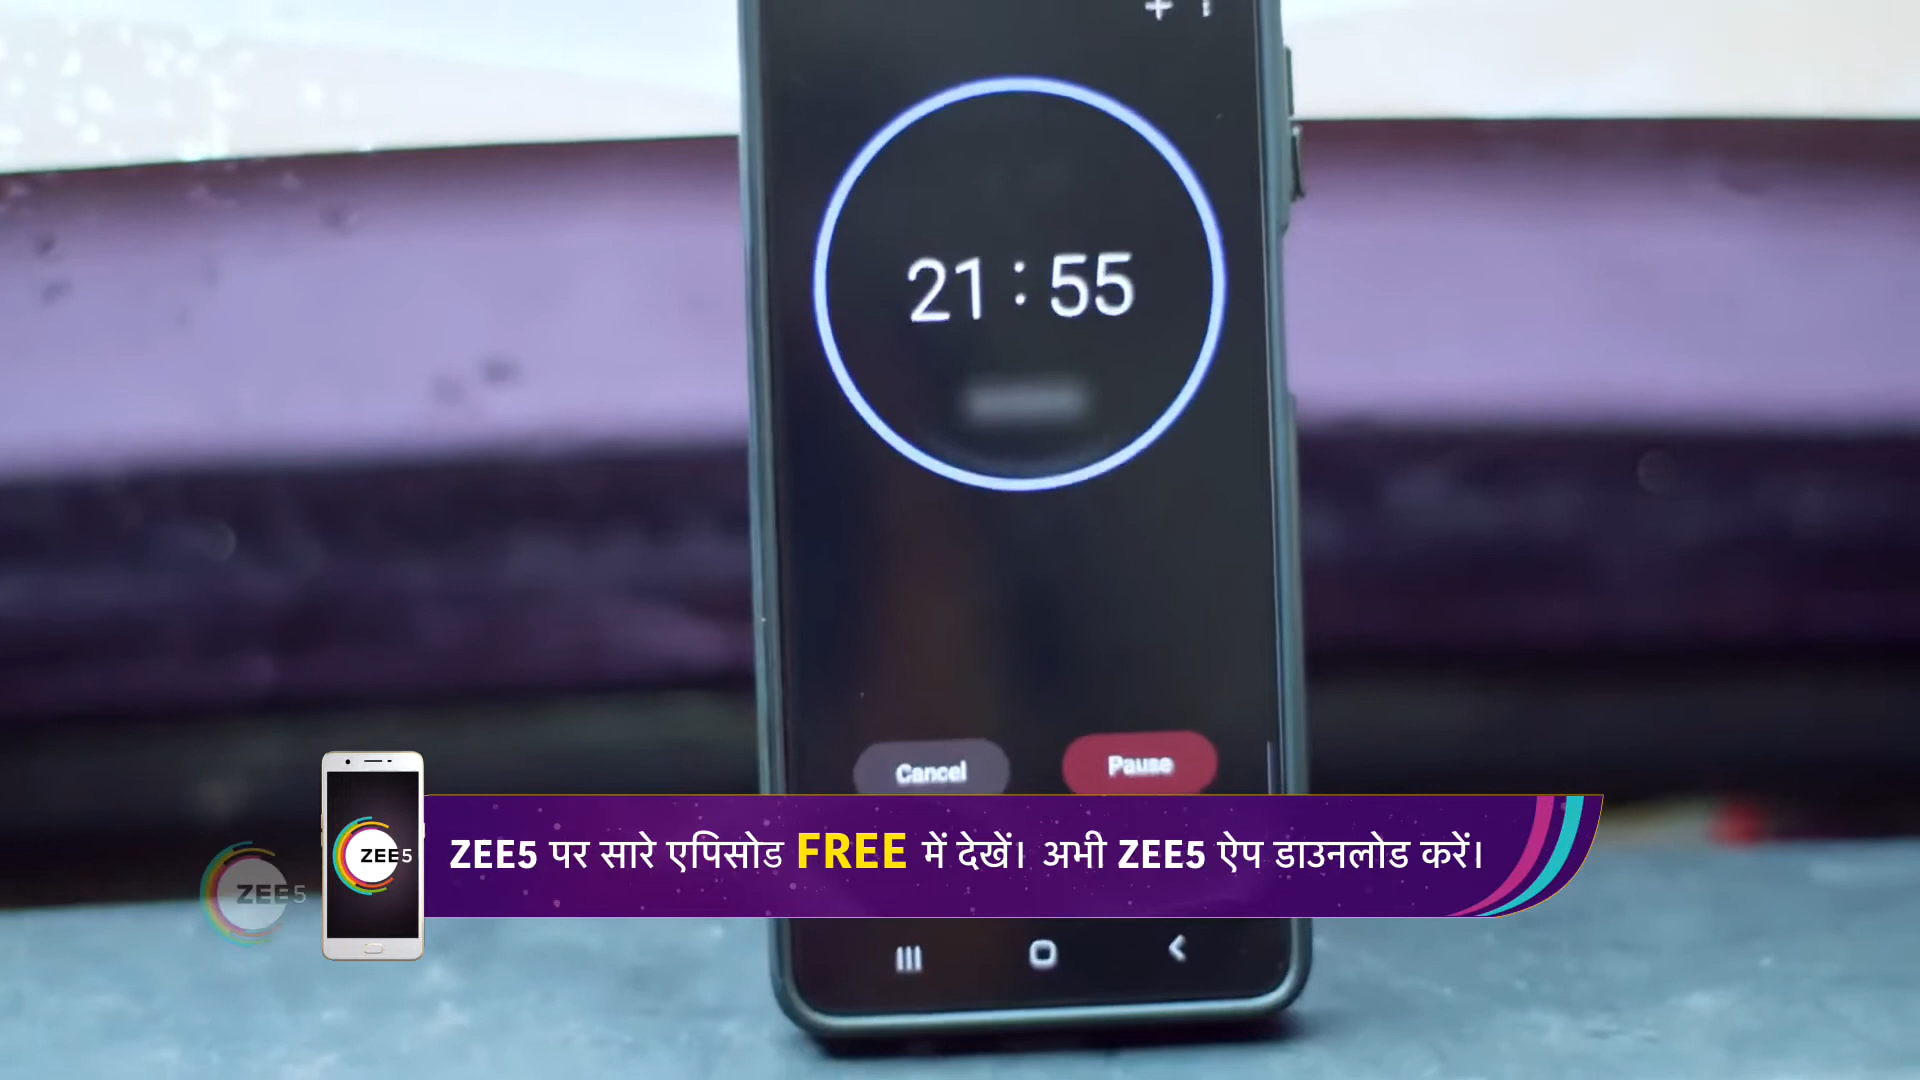 21 : 55
Cancel
Pause
ZEE5 पर सारे एपिसोड FREE में देखें। अभी ZEE5 ऐप डाउनलोड करें।
ZEE5
ZEE5